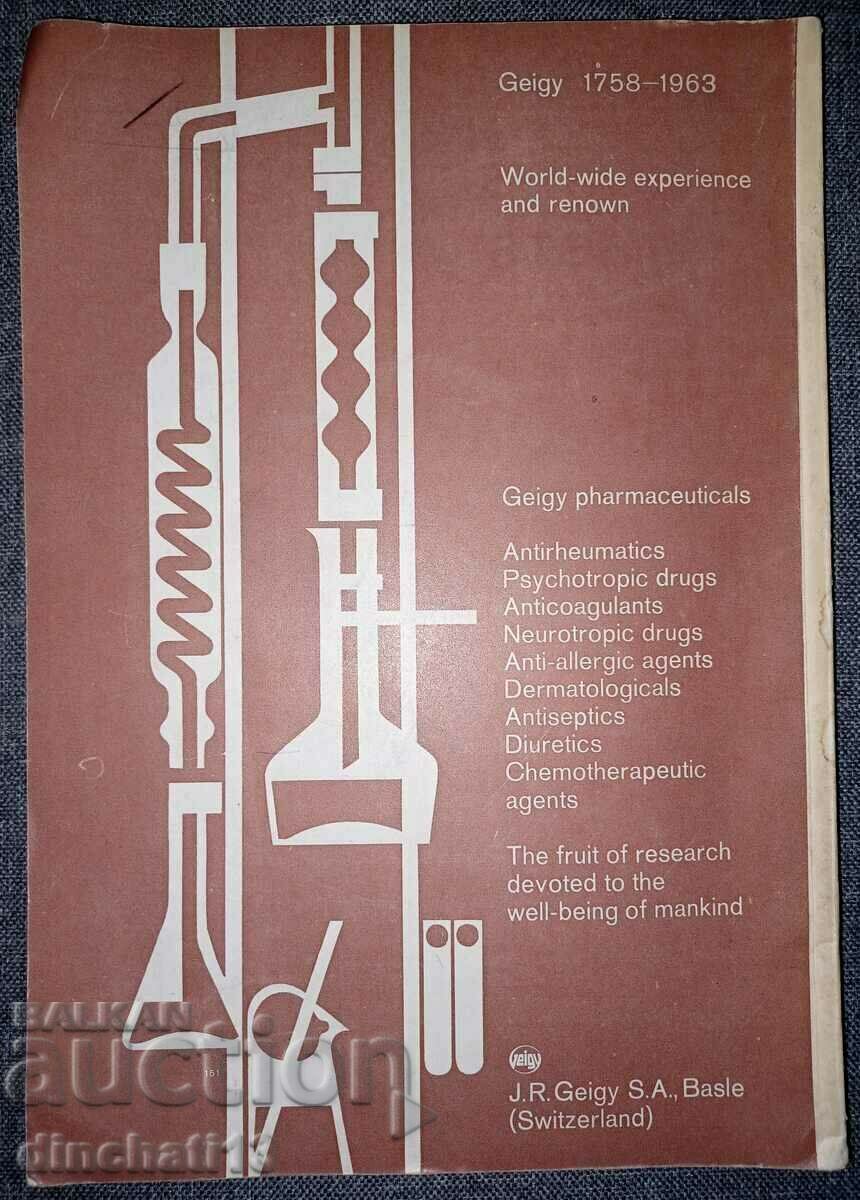 Geigy 1758–1963
World-wide experience
and renown
Geigy pharmaceuticals
Antirheumatics
Psychotropic drugs
Anticoagulants
Neurotropic drugs
Anti-allergic agents
Dermatologicals
Antiseptics
Diuretics
Chemotherapeutic
agents
The fruit of research
devoted to the
well-being of mankind
Geigy
J.R.Geigy S.A., Basle
(Switzerland)
151
BALKAN
auction
dinchati13